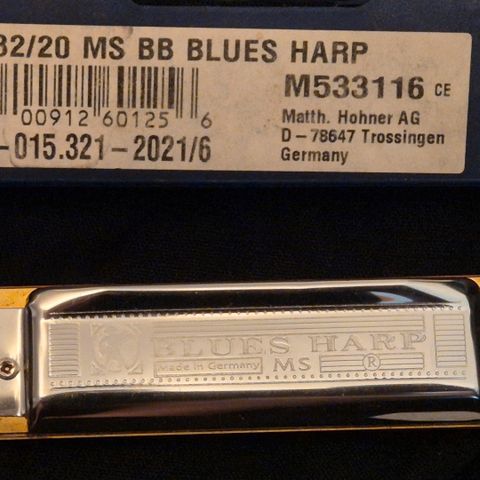 32/20 MS BB BLUES HARP
M533116 CE
00912 60125 6
-015.321-2021/6
Matth. Hohner AG
D-78647 Trossingen
Germany
BLUES HARP
Made in Germany MS ®